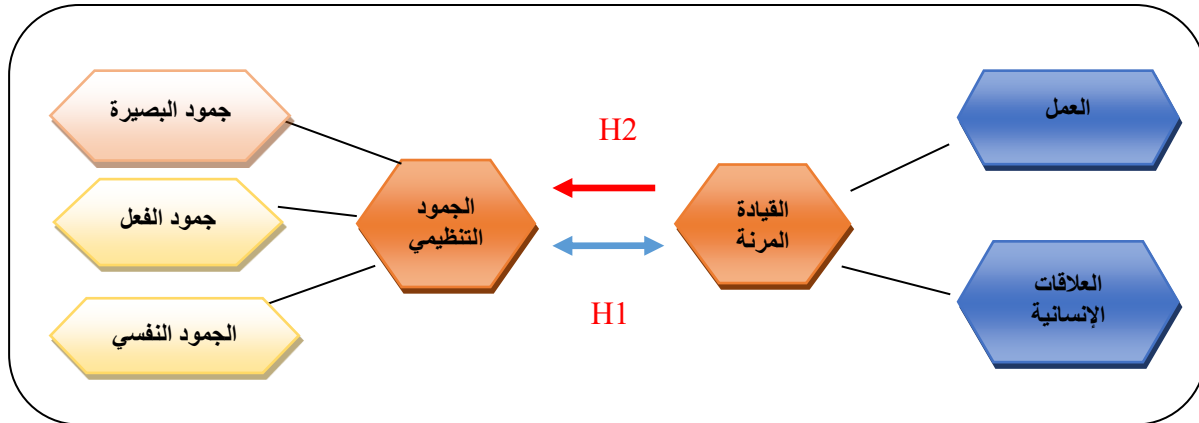 العمل
العلاقات
الإنسانية
القيادة
المرنة
H2
H1
الجمود
التنظيمي
جمود البصيرة
جمود الفعل
الجمود النفسي